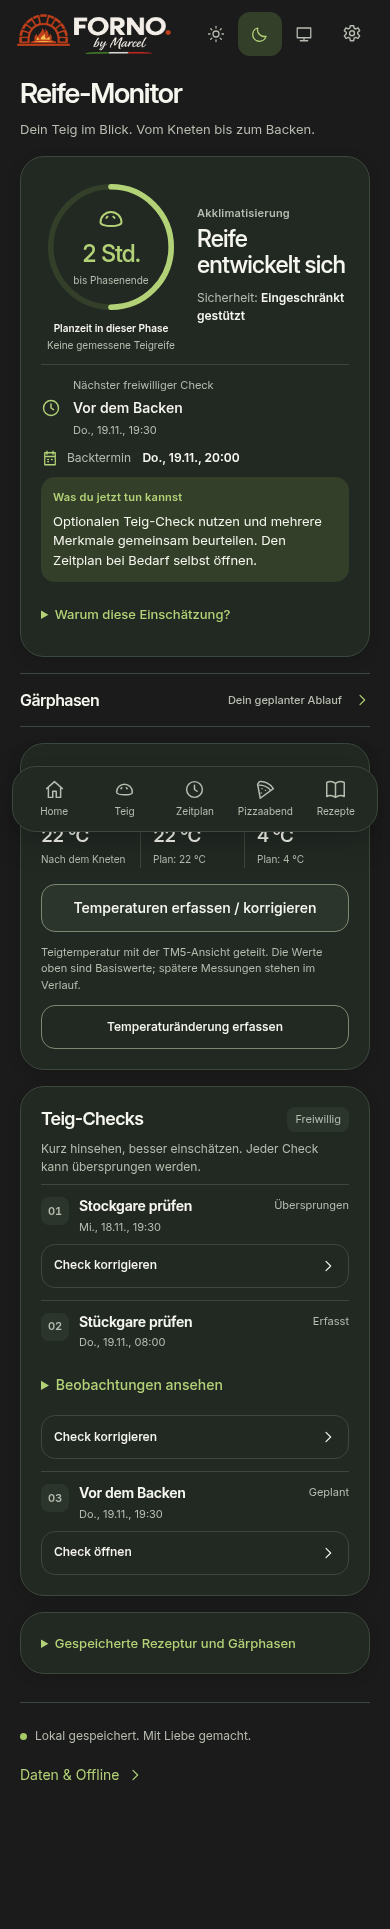 FORNO.
by Marcel
Reife-Monitor
Dein Teig im Blick. Vom Kneten bis zum Backen.
2 Std.
bis Phasenende
Planzeit in dieser Phase
Keine gemessene Teigreife
Akklimatisierung
Reife
entwickelt sich
Sicherheit: Eingeschränkt
gestützt
Nächster freiwilliger Check
Vor dem Backen
Do., 19.11., 19:30
Backtermin Do., 19.11., 20:00
Was du jetzt tun kannst
Optionalen Teig-Check nutzen und mehrere
Merkmale gemeinsam beurteilen. Den
Zeitplan bei Bedarf selbst öffnen.
Warum diese Einschätzung?
Gärphasen Dein geplanter Ablauf
Home Teig Zeitplan Pizzaabend Rezepte
22 °C 22 °C 4 °C
Nach dem Kneten Plan: 22 °C Plan: 4 °C
Temperaturen erfassen / korrigieren
Teigtemperatur mit der TM5-Ansicht geteilt. Die Werte
oben sind Basiswerte; spätere Messungen stehen im
Verlauf.
Temperaturänderung erfassen
Teig-Checks Freiwillig
Kurz hinsehen, besser einschätzen. Jeder Check
kann übersprungen werden.
01 Stockgare prüfen Übersprungen
Mi., 18.11., 19:30
Check korrigieren
02 Stückgare prüfen Erfasst
Do., 19.11., 08:00
Beobachtungen ansehen
Check korrigieren
03 Vor dem Backen Geplant
Do., 19.11., 19:30
Check öffnen
Gespeicherte Rezeptur und Gärphasen
Lokal gespeichert. Mit Liebe gemacht.
Daten & Offline